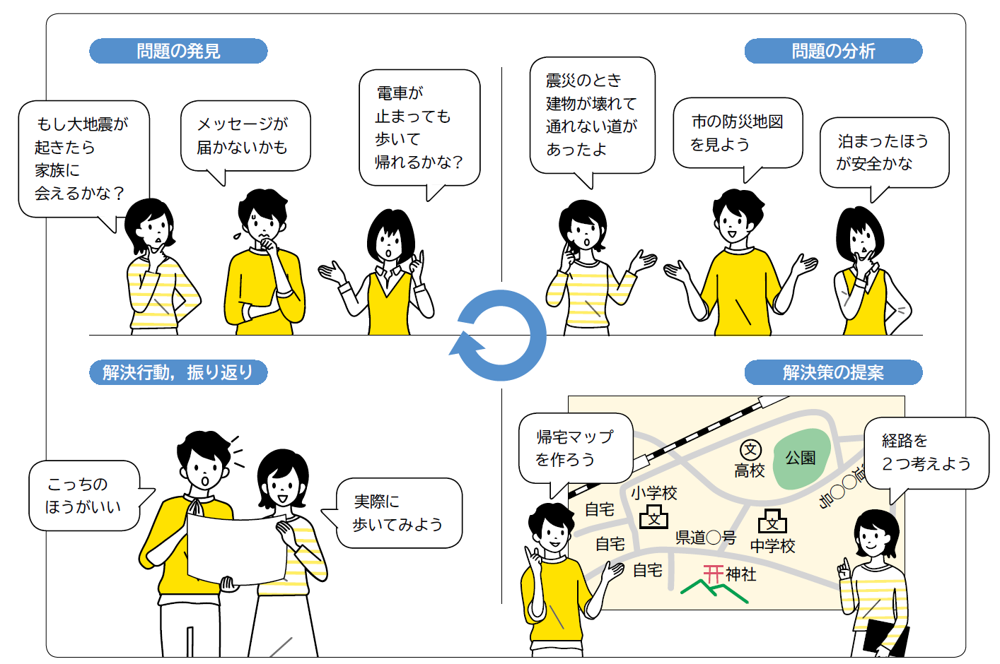 問題の発見
もし大地震が
起きたら
家族に
会えるかな？
メッセージが
届かないかも
電車が
止まっても
歩いて
帰れるかな？
問題の分析
震災のとき
建物が壊れて
通れない道が
あったよ
市の防災地図
を見よう
泊まったほう
が安全かな
解決行動，振り返り
こっちの
ほうがいい
実際に
歩いてみよう
解決策の提案
帰宅マップ
を作ろう
経路を
２つ考えよう
文
高校
公園
道〇〇号
小学校
文
自宅
自宅
自宅
県道〇号
文
中学校
神社